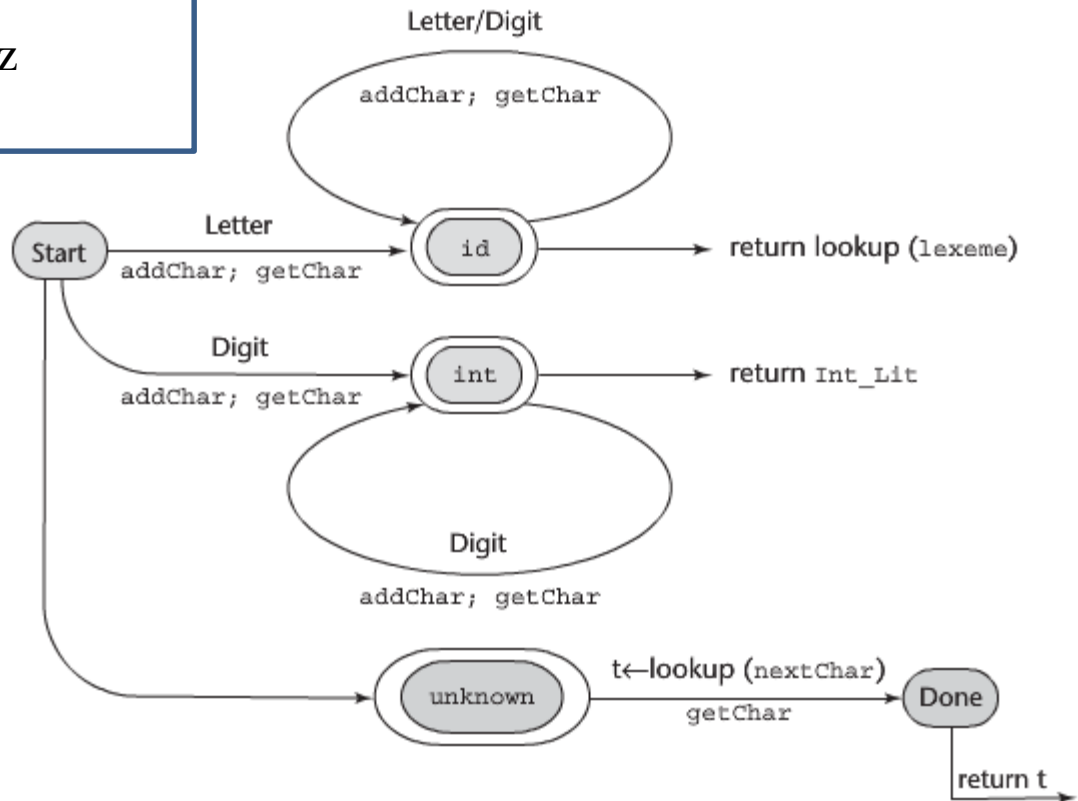 z
Letter/Digit
addChar; getChar
Start
Letter
addChar; getChar
id
return lookup (lexeme)
Digit
addChar; getChar
int
return Int_Lit
Digit
addChar; getChar
unknown
t←lookup (nextChar)
getChar
Done
return t